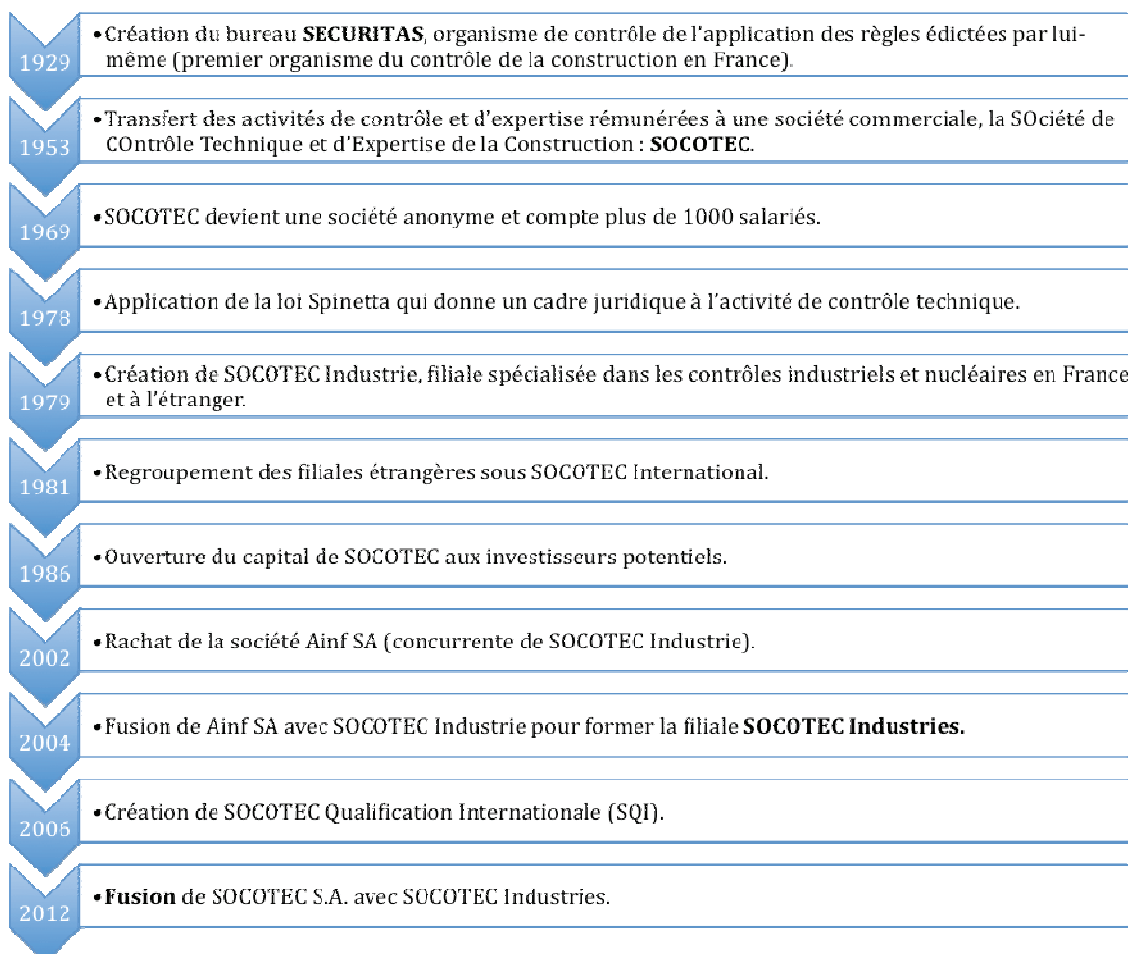 1929
•Création du bureau SECURITAS, organisme de contrôle de l'application des règles édictées par lui-
même (premier organisme du contrôle de la construction en France).
1953
•Transfert des activités de contrôle et d'expertise rémunérées à une société commerciale, la SOciété de
COntrôle Technique et d'Expertise de la Construction : SOCOTEC.
1969
•SOCOTEC devient une société anonyme et compte plus de 1000 salariés.
1978
•Application de la loi Spinetta qui donne un cadre juridique à l'activité de contrôle technique.
1979
•Création de SOCOTEC Industrie, filiale spécialisée dans les contrôles industriels et nucléaires en France
et à l'étranger.
1981
•Regroupement des filiales étrangères sous SOCOTEC International.
1986
•Ouverture du capital de SOCOTEC aux investisseurs potentiels.
2002
•Rachat de la société Ainf SA (concurrente de SOCOTEC Industrie).
2004
•Fusion de Ainf SA avec SOCOTEC Industrie pour former la filiale SOCOTEC Industries.
2006
•Création de SOCOTEC Qualification Internationale (SQI).
2012
•Fusion de SOCOTEC S.A. avec SOCOTEC Industries.